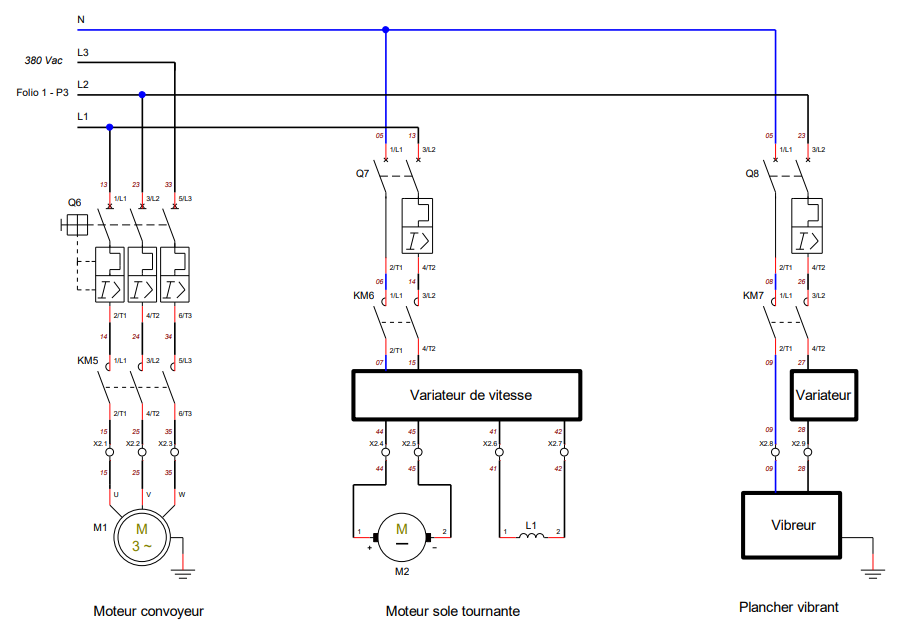 N
380 Vac L3
Folio 1 - P3 L2
L1
05 13 05 23
1/L1 3/L2 1/L1 3/L2
Q7 Q8
13 23 33
Q6 1/L1 3/L2 5/L3
2/T1 4/T2 2/T1 4/T2
06 14 08 26
KM6 1/L1 3/L2 KM7 1/L1 3/L2
2/T1 4/T2 6/T3
14 24 34
2/T1 4/T2 2/T1 4/T2
KM5 1/L1 3/L2 5/L3
07 15 09 27
Variateur de vitesse Variateur
2/T1 4/T2 6/T3
15 25 35 44 45 41 42 09 28
X2.1 X2.2 X2.3 X2.4 X2.5 X2.6 X2.7 X2.8 X2.9
15 25 35 44 45 41 42 09 28
U V W
M1 M 3 ~
1 M 2
+ -
M2
1 L1 2
Vibreur
Moteur convoyeur Moteur sole tournante Plancher vibrant